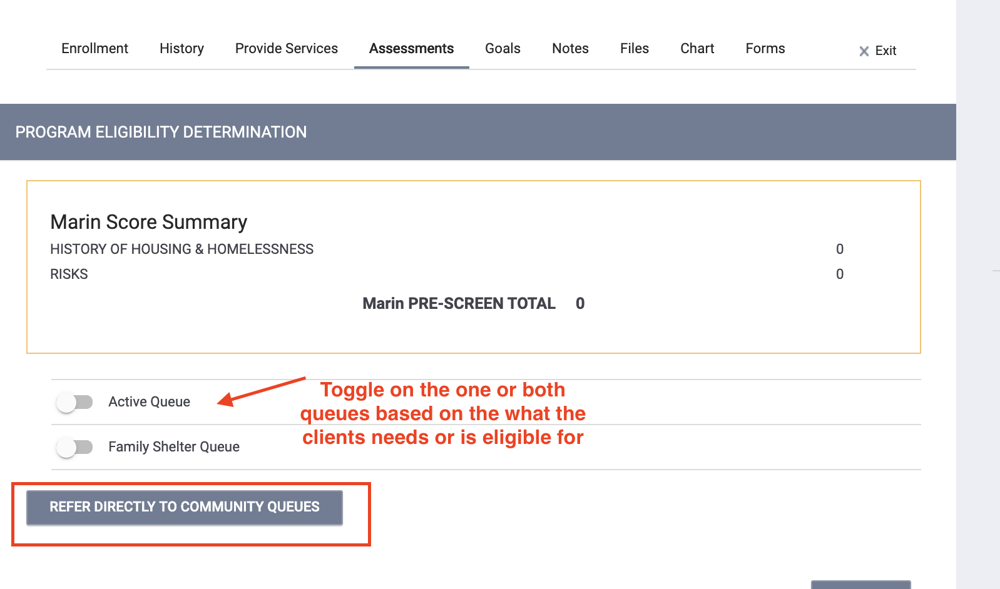 Enrollment History Provide Services Assessments Goals Notes Files Chart Forms Exit
PROGRAM ELIGIBILITY DETERMINATION
Marin Score Summary
HISTORY OF HOUSING & HOMELESSNESS 0
RISKS 0
Marin PRE-SCREEN TOTAL 0
Active Queue
Toggle on the one or both
queues based on the what the
clients needs or is eligible for
Family Shelter Queue
REFER DIRECTLY TO COMMUNITY QUEUES